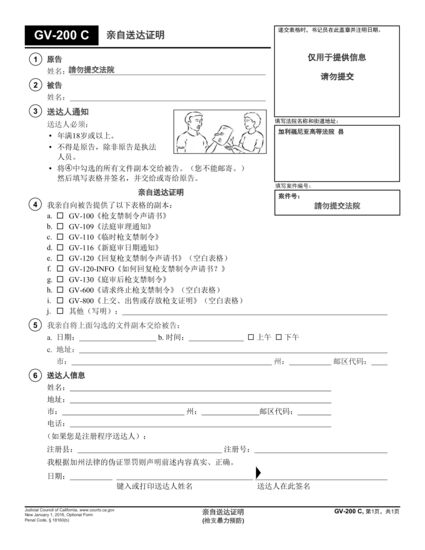 GV-200 C 亲自送达证明
递交表格时，书记员在此盖章并注明日期。
仅用于提供信息
请勿提交
填写法院名称和街道地址：
加利福尼亚高等法院 县
填写案件编号：
案件号：
請勿提交法院
1 原告
姓名：請勿提交法院
2 被告
姓名：
3 送达人通知
送达人必须：
• 年满18岁或以上、
• 不得是原告，除非原告是执法
人员。
• 将④中勾选的所有文件副本交给被告。（您不能邮寄。）
然后填写表格并签名，并交给或寄给原告。
亲自送达证明
4 我亲自向被告提供了以下表格的副本：
a. ☐ GV-100《枪支禁制令声请书》
b. ☐ GV-109《法庭审理通知》
c. ☐ GV-110《临时枪支禁制令》
d. ☐ GV-116《新庭审日期通知》
e. ☐ GV-120《回复枪支禁制令声请书》（空白表格）
f. ☐ GV-120-INFO《如何回复枪支禁制令声请书？》
g. ☐ GV-130《庭审后枪支禁制令》
h. ☐ GV-600《请求终止枪支禁制令》（空白表格）
i. ☐ GV-800《上交、出售或存放枪支证明》（空白表格）
j. ☐ 其他（写明）：
5 我亲自将上面勾选的文件副本交给被告：
a. 日期： b. 时间： ☐ 上午 ☐ 下午
c. 地址：
市： 州： 邮区代码：
6 送达人信息
姓名：
地址：
市： 州： 邮区代码：
电话：
（如果您是注册程序送达人）：
注册县： 注册号：
我根据加州法律的伪证罪罚则声明前述内容真实、正确。
日期：
键入或打印送达人姓名 送达人在此签名
Judicial Council of California, www.courts.ca.gov
New January 1, 2016, Optional Form
Penal Code, § 18160(b)
亲自送达证明
(枪支暴力预防)
GV-200 C, 第1页，共1页